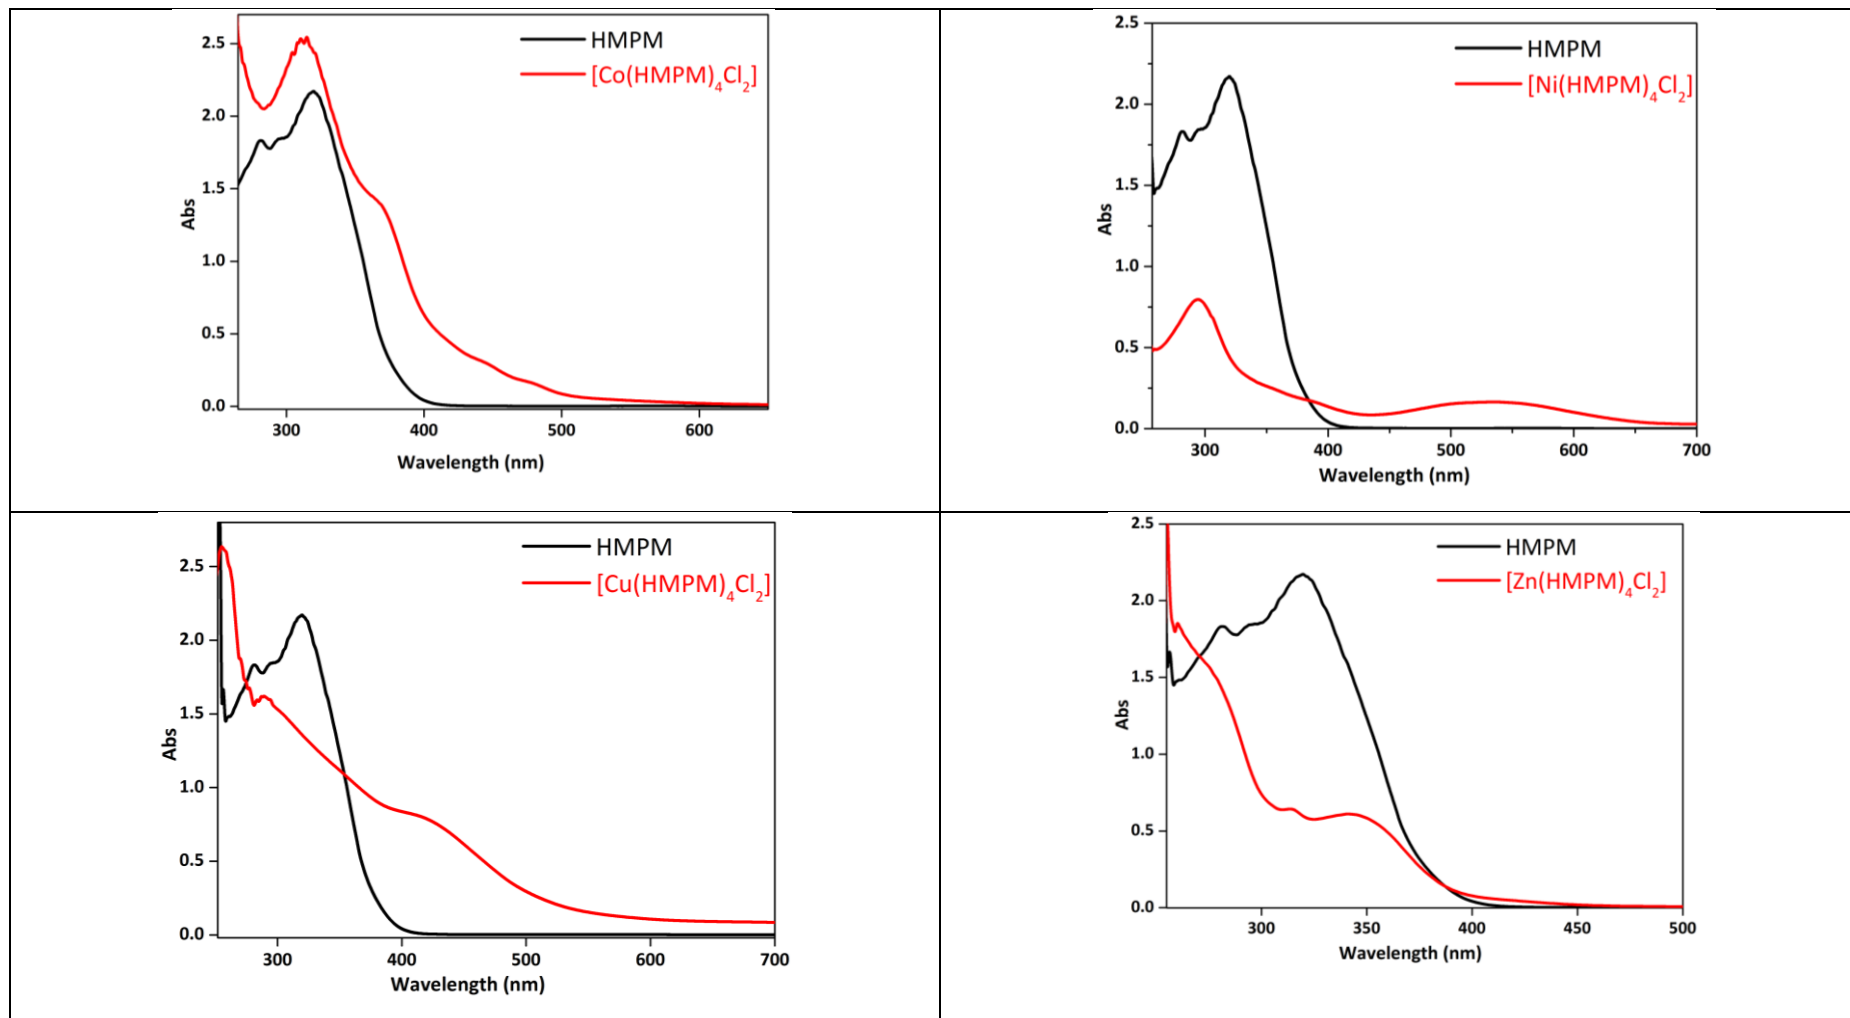 HMPM
[Co(HMPM)₄Cl₂]
2.5
2.0
1.5
1.0
0.5
0.0
Abs
300 400 500 600
Wavelength (nm)
HMPM
[Ni(HMPM)₄Cl₂]
2.5
2.0
1.5
1.0
0.5
0.0
Abs
300 400 500 600 700
Wavelength (nm)
HMPM
[Cu(HMPM)₄Cl₂]
2.5
2.0
1.5
1.0
0.5
0.0
Abs
300 400 500 600 700
Wavelength (nm)
HMPM
[Zn(HMPM)₄Cl₂]
2.5
2.0
1.5
1.0
0.5
0.0
Abs
300 350 400 450 500
Wavelength (nm)